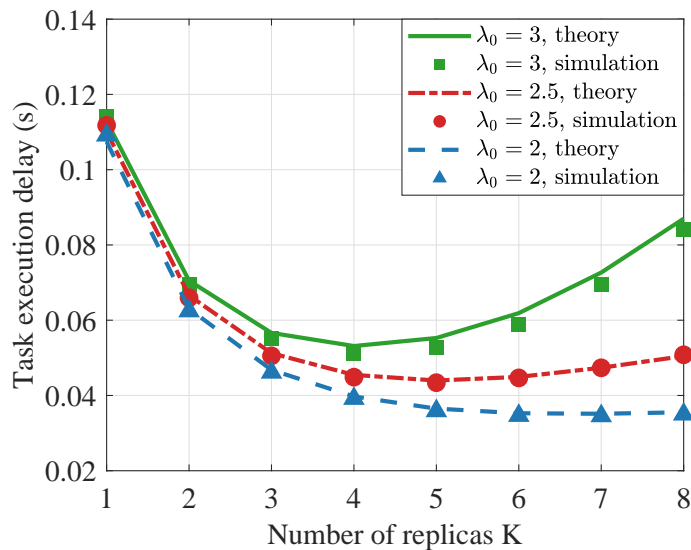 0.14
0.12
0.1
0.08
0.06
0.04
0.02
Task execution delay (s)
λ₀ = 3, theory
λ₀ = 3, simulation
λ₀ = 2.5, theory
λ₀ = 2.5, simulation
λ₀ = 2, theory
λ₀ = 2, simulation
1 2 3 4 5 6 7 8
Number of replicas K